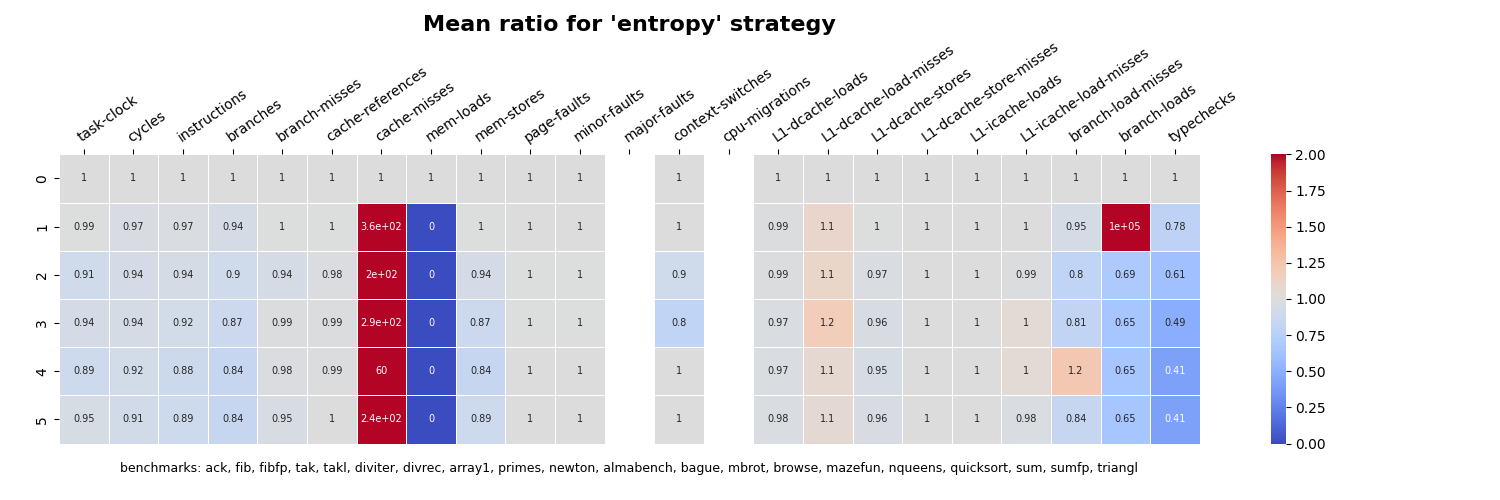 Mean ratio for 'entropy' strategy
task-clock cycles instructions branches branch-misses cache-references cache-misses mem-loads mem-stores page-faults minor-faults major-faults context-switches cpu-migrations L1-dcache-loads L1-dcache-load-misses L1-dcache-stores L1-dcache-store-misses L1-icache-loads L1-icache-load-misses branch-load-misses branch-loads typechecks
0 1 1 1 1 1 1 1 1 1 1 1 1 1 1 1 1 1 1 1 1 1
1 0.99 0.97 0.97 0.94 1 1 3.6e+02 0 1 1 1 1 0.99 1.1 1 1 1 1 0.95 1e+05 0.78
2 0.91 0.94 0.94 0.9 0.94 0.98 2e+02 0 0.94 1 1 0.9 0.99 1.1 0.97 1 1 0.99 0.8 0.69 0.61
3 0.94 0.94 0.92 0.87 0.99 0.99 2.9e+02 0 0.87 1 1 0.8 0.97 1.2 0.96 1 1 1 0.81 0.65 0.49
4 0.89 0.92 0.88 0.84 0.98 0.99 60 0 0.84 1 1 1 0.97 1.1 0.95 1 1 1 1.2 0.65 0.41
5 0.95 0.91 0.89 0.84 0.95 1 2.4e+02 0 0.89 1 1 1 0.98 1.1 0.96 1 1 0.98 0.84 0.65 0.41
2.00
1.75
1.50
1.25
1.00
0.75
0.50
0.25
0.00
benchmarks: ack, fib, fibfp, tak, takl, diviter, divrec, array1, primes, newton, almabench, bague, mbrot, browse, mazefun, nqueens, quicksort, sum, sumfp, triangl